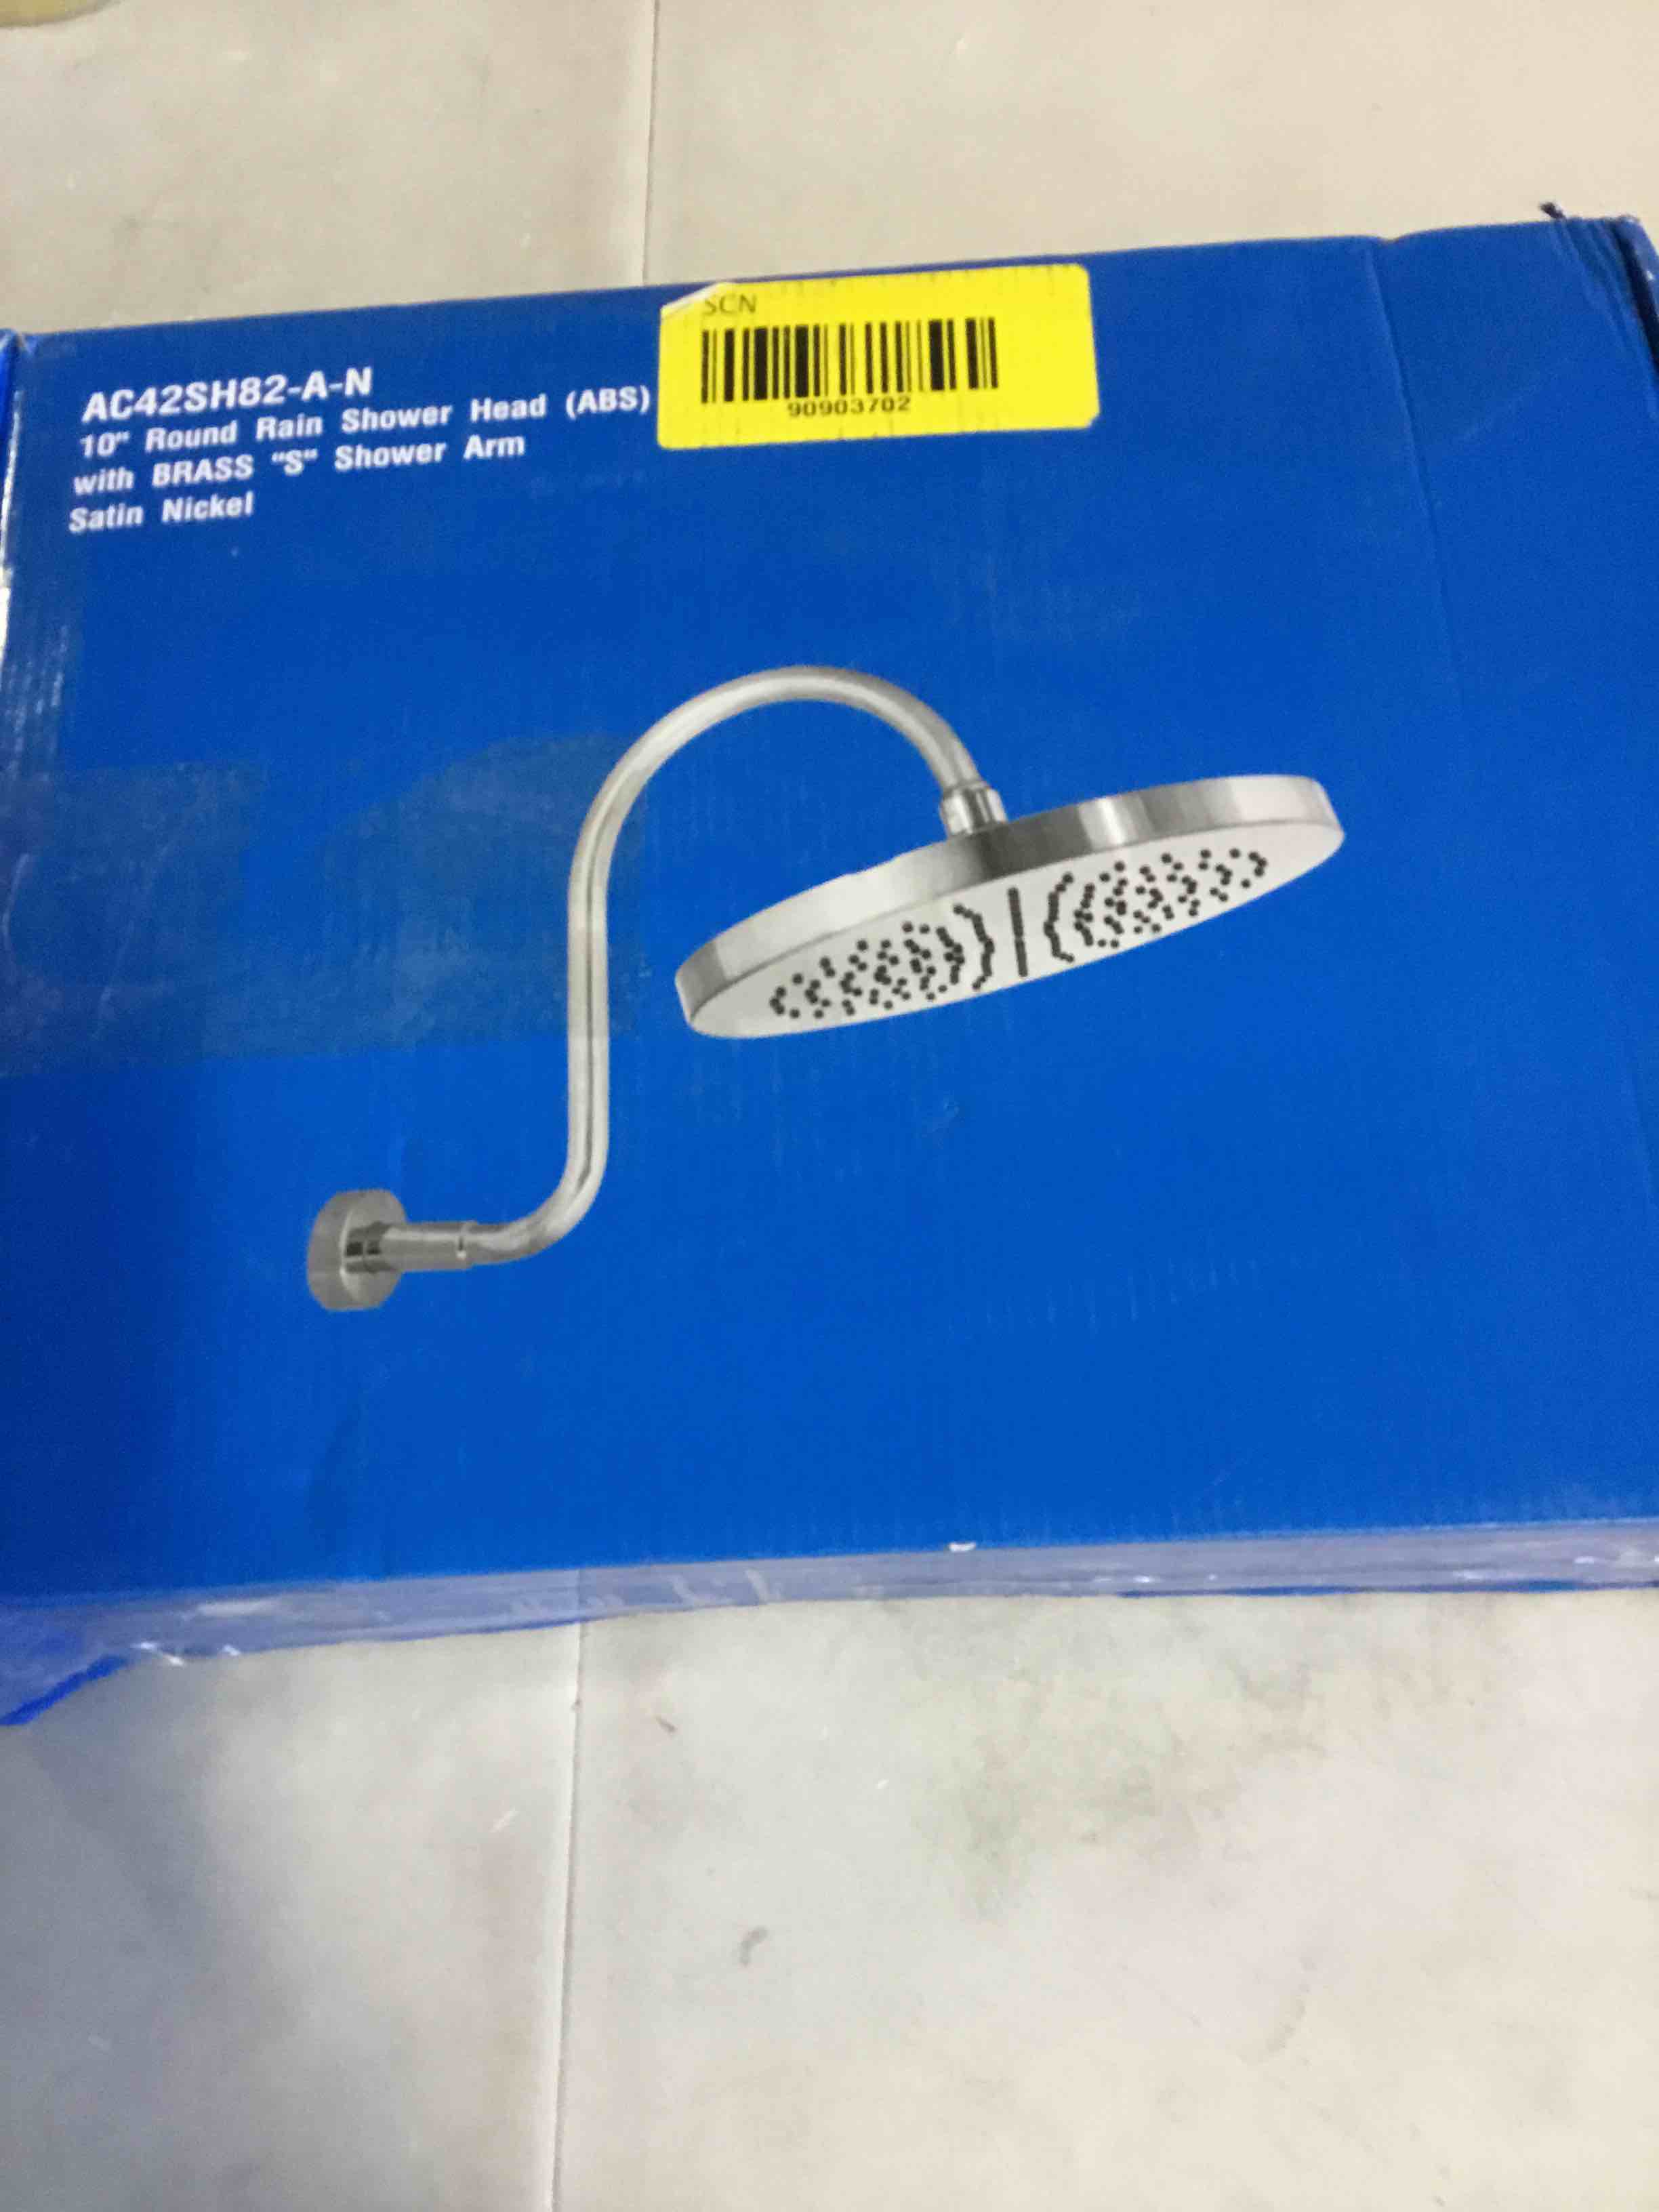 SCN
90903702
AC42SH82-A-N
10" Round Rain Shower Head (ABS)
with BRASS "S" Shower Arm
Satin Nickel